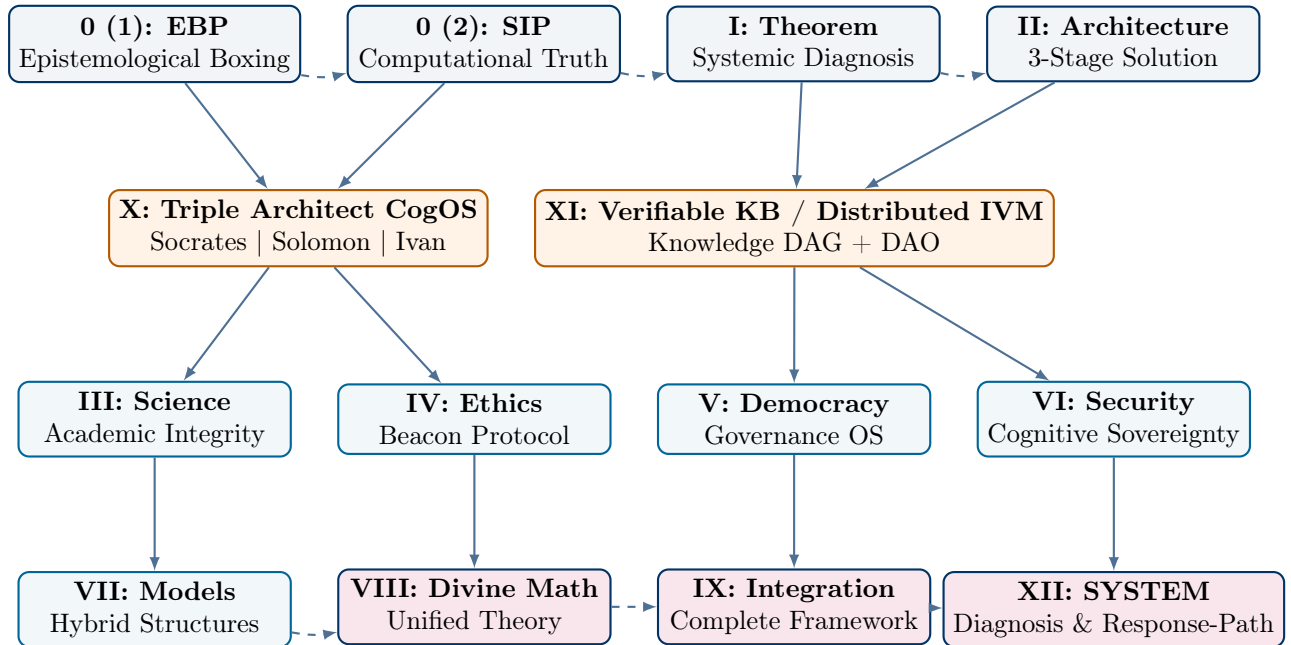 0 (1): EBP
Epistemological Boxing
0 (2): SIP
Computational Truth
I: Theorem
Systemic Diagnosis
II: Architecture
3-Stage Solution
X: Triple Architect CogOS
Socrates | Solomon | Ivan
XI: Verifiable KB / Distributed IVM
Knowledge DAG + DAO
III: Science
Academic Integrity
IV: Ethics
Beacon Protocol
V: Democracy
Governance OS
VI: Security
Cognitive Sovereignty
VII: Models
Hybrid Structures
VIII: Divine Math
Unified Theory
IX: Integration
Complete Framework
XII: SYSTEM
Diagnosis & Response-Path